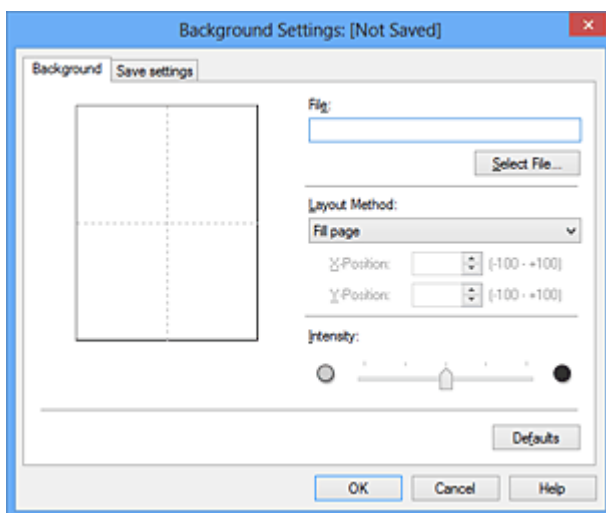 Background Settings: [Not Saved]
Background Save settings
File:
Select File...
Layout Method:
Fill page
X-Position: (-100 - +100)
Y-Position: (-100 - +100)
Intensity:
Defaults
OK Cancel Help